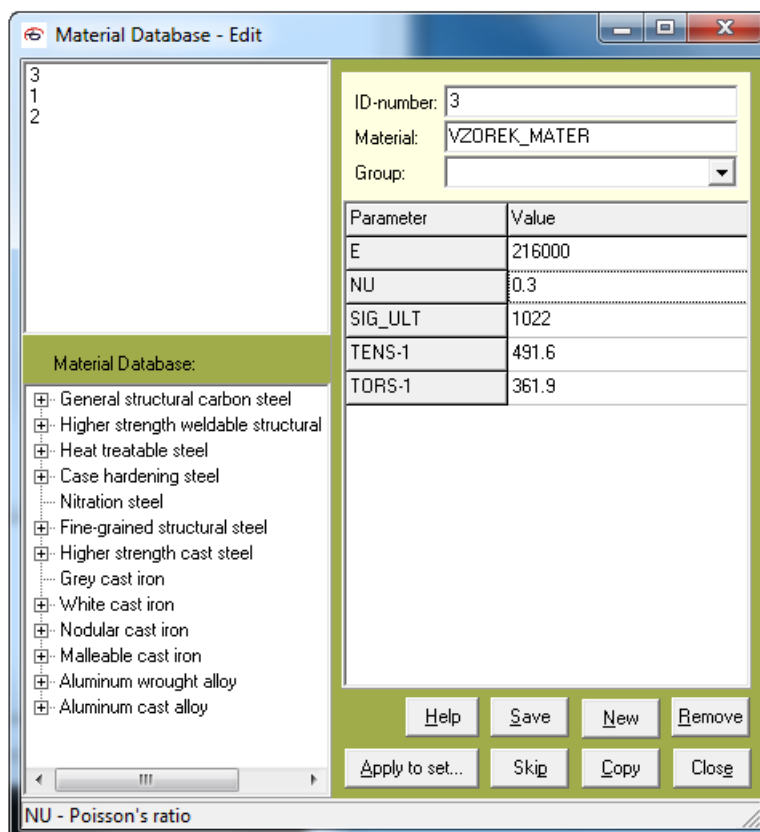 Material Database - Edit
3
1
2
ID-number: 3
Material: VZOREK_MATER
Group:
Parameter Value
E 216000
NU 0.3
SIG_ULT 1022
TENS-1 491.6
TORS-1 361.9
Material Database:
General structural carbon steel
Higher strength weldable structural
Heat treatable steel
Case hardening steel
Nitration steel
Fine-grained structural steel
Higher strength cast steel
Grey cast iron
White cast iron
Nodular cast iron
Malleable cast iron
Aluminum wrought alloy
Aluminum cast alloy
Help Save New Remove
Apply to set... Skip Copy Close
NU - Poisson's ratio